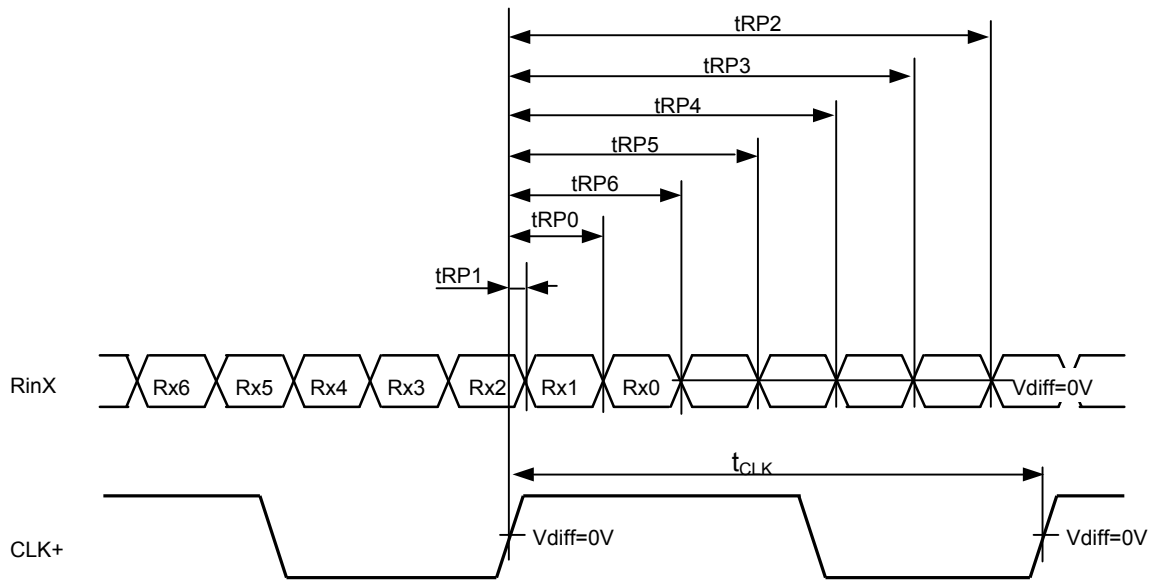 tRP2
tRP3
tRP4
tRP5
tRP6
tRP0
tRP1
RinX Rx6 Rx5 Rx4 Rx3 Rx2 Rx1 Rx0 Vdiff=0V
tCLK
CLK+ Vdiff=0V Vdiff=0V